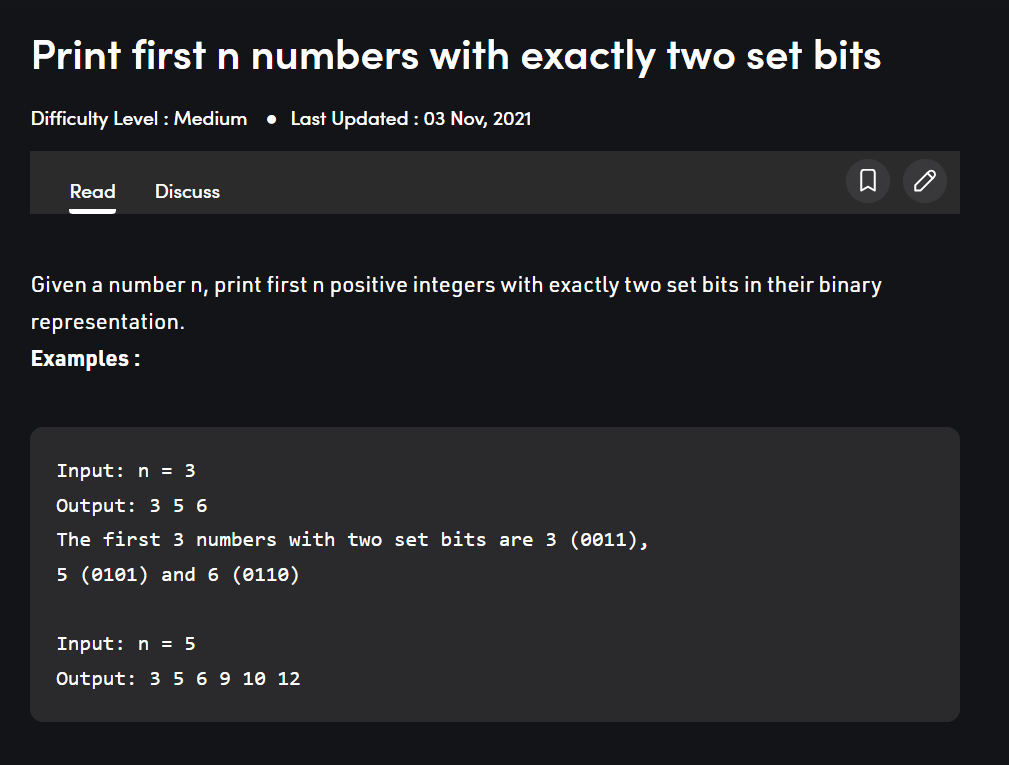 Print first n numbers with exactly two set bits
Difficulty Level : Medium ● Last Updated : 03 Nov, 2021
Read Discuss
Given a number n, print first n positive integers with exactly two set bits in their binary
representation.
Examples :
Input: n = 3
Output: 3 5 6
The first 3 numbers with two set bits are 3 (0011),
5 (0101) and 6 (0110)
Input: n = 5
Output: 3 5 6 9 10 12